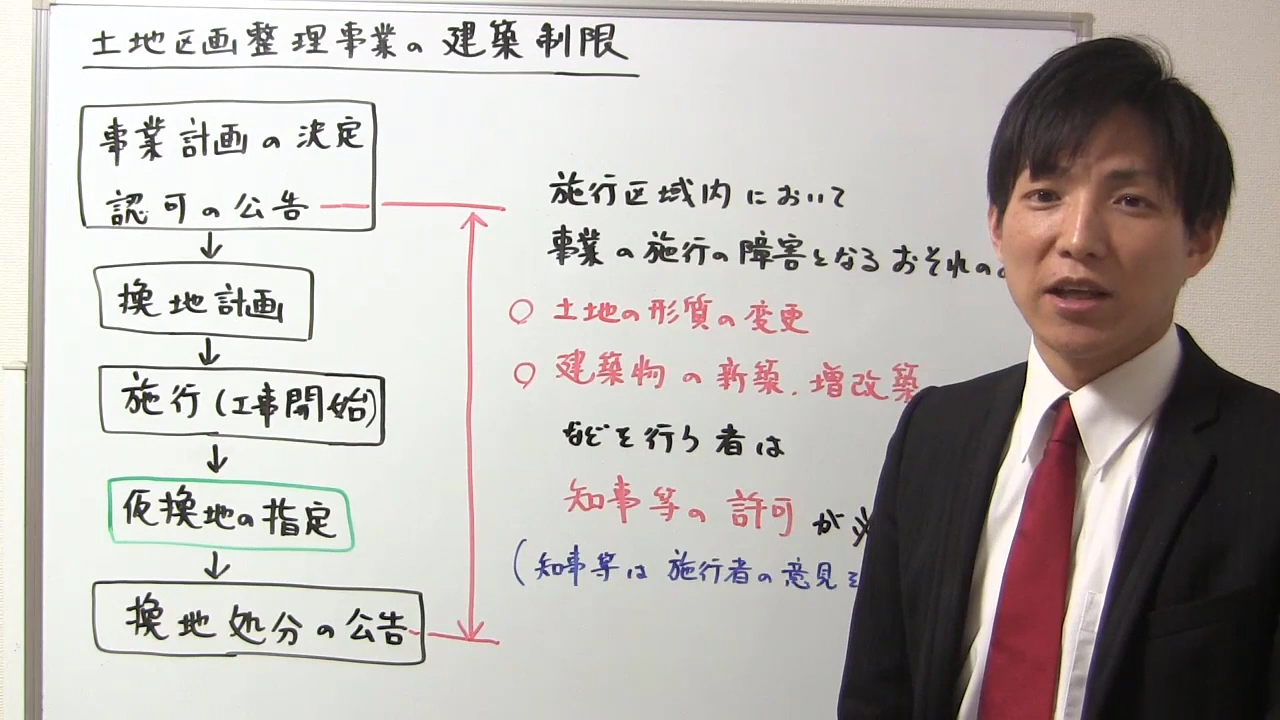 土地区画整理事業の建築制限
事業計画の決定
認可の公告
換地計画
施行(工事開始)
仮換地の指定
換地処分の公告
施行区域内において
事業の施行の障害となるおそれの
○ 土地の形質の変更
○ 建築物の新築.増改築
などを行う者は
知事等の許可が
(知事等は施行者の意見を